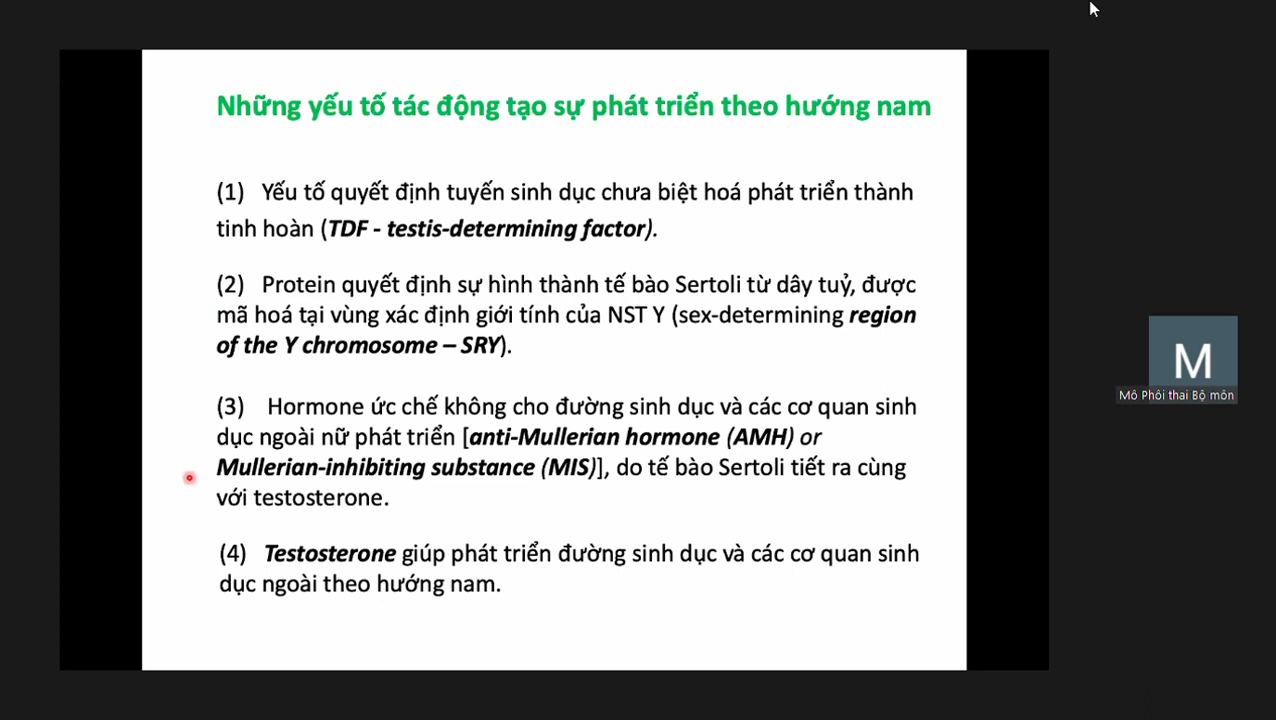 Những yếu tố tác động tạo sự phát triển theo hướng nam
(1) Yếu tố quyết định tuyến sinh dục chưa biệt hoá phát triển thành
tinh hoàn (TDF - testis-determining factor).
(2) Protein quyết định sự hình thành tế bào Sertoli từ dây tuỷ, được
mã hoá tại vùng xác định giới tính của NST Y (sex-determining region
of the Y chromosome – SRY).
(3) Hormone ức chế không cho đường sinh dục và các cơ quan sinh
dục ngoài nữ phát triển [anti-Mullerian hormone (AMH) or
Mullerian-inhibiting substance (MIS)], do tế bào Sertoli tiết ra cùng
với testosterone.
(4) Testosterone giúp phát triển đường sinh dục và các cơ quan sinh
dục ngoài theo hướng nam.
M
Mô Phôi thai Bộ môn